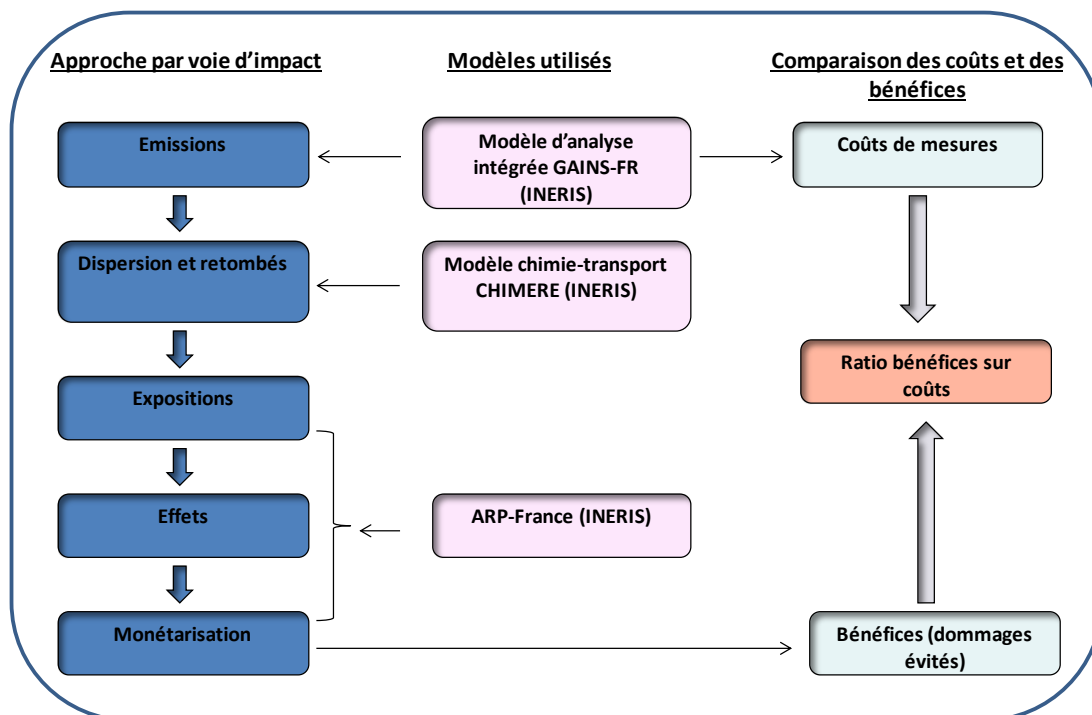 Approche par voie d'impact
Modèles utilisés
Comparaison des coûts et des
bénéfices
Emissions
Modèle d'analyse
intégrée GAINS-FR
(INERIS)
Coûts de mesures
Dispersion et retombés
Modèle chimie-transport
CHIMERE (INERIS)
Expositions
Ratio bénéfices sur
coûts
Effets
ARP-France (INERIS)
Monétarisation
Bénéfices (dommages
évités)